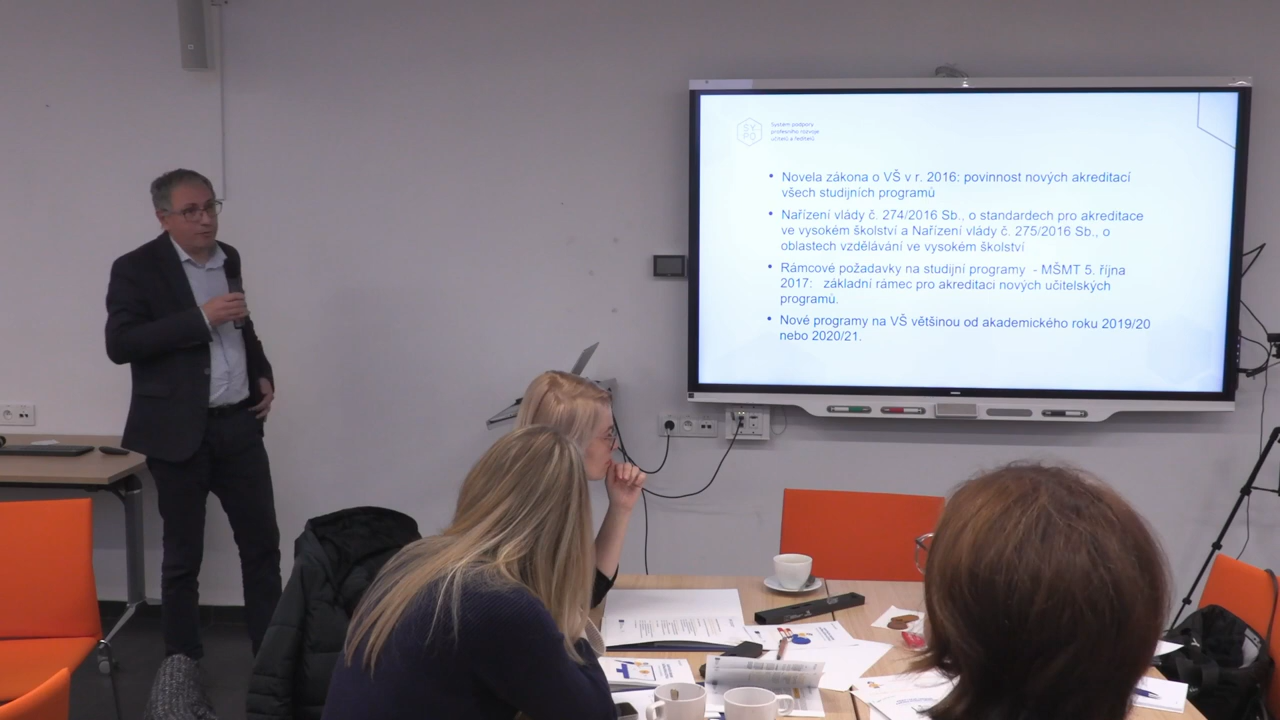 SY
PO
Systém podpory
profesního rozvoje
učitelů a ředitelů
• Novela zákona o VŠ v r. 2016: povinnost nových akreditací
všech studijních programů
• Nařízení vlády č. 274/2016 Sb., o standardech pro akreditace
ve vysokém školství a Nařízení vlády č. 275/2016 Sb., o
oblastech vzdělávání ve vysokém školství
• Rámcové požadavky na studijní programy - MŠMT 5. října
2017: základní rámec pro akreditaci nových učitelských
programů.
• Nové programy na VŠ většinou od akademického roku 2019/20
nebo 2020/21.